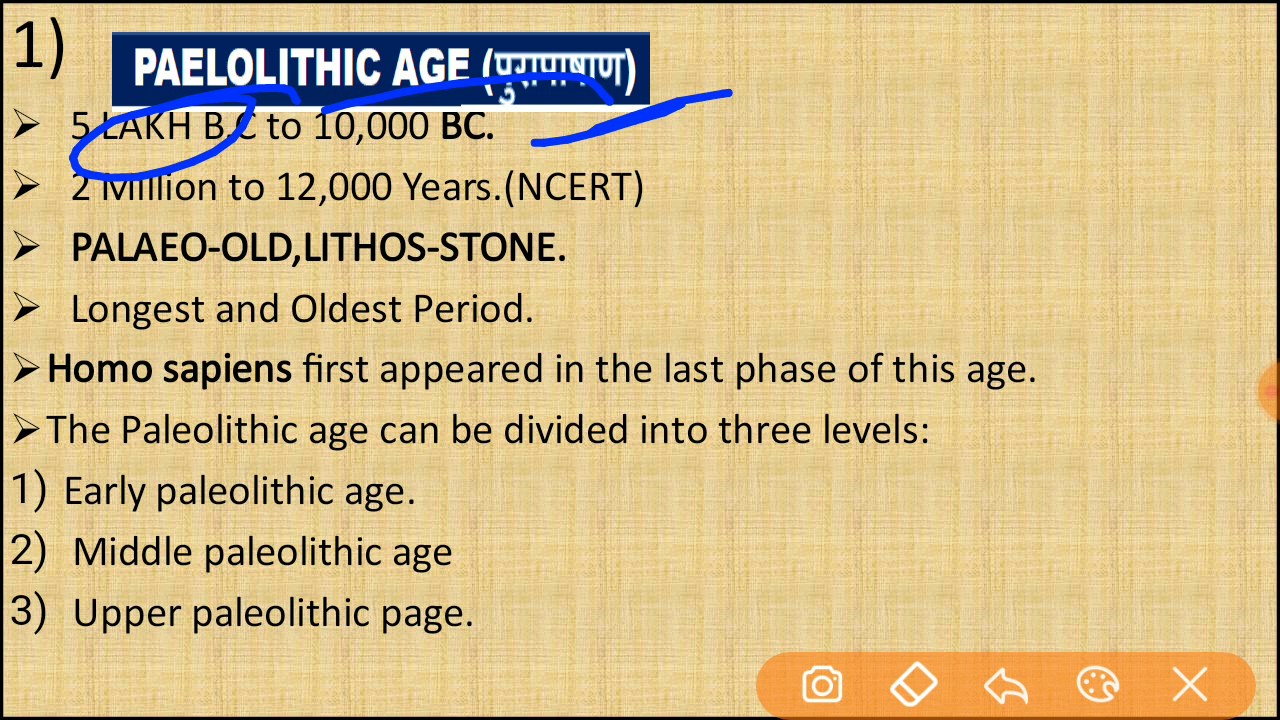 1)
PAELOLITHIC AGE (पुरापाषाण)
➢ 5 LAKH B.C to 10,000 BC.
➢ 2 Million to 12,000 Years.(NCERT)
➢ PALAEO-OLD,LITHOS-STONE.
➢ Longest and Oldest Period.
➢ Homo sapiens first appeared in the last phase of this age.
➢ The Paleolithic age can be divided into three levels:
1) Early paleolithic age.
2) Middle paleolithic age
3) Upper paleolithic page.